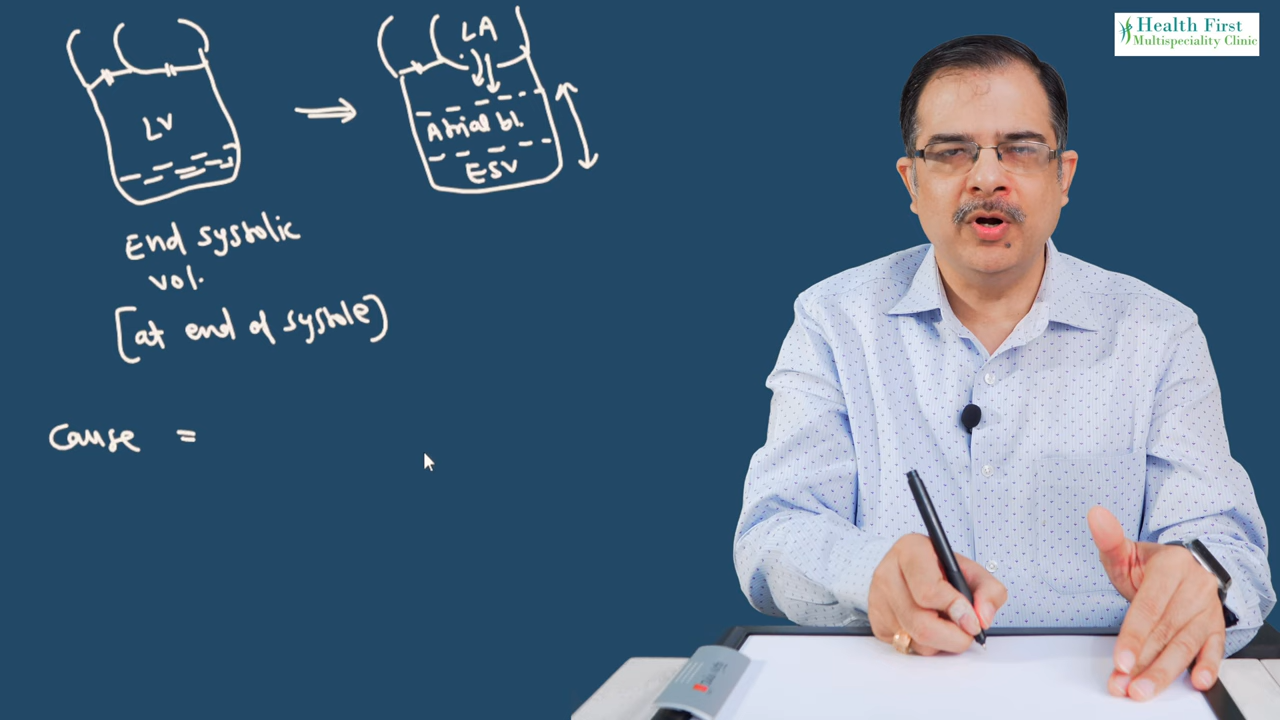 Health First
Multispeciality Clinic
LA
LV
Atrial bl.
ESV
End systolic
vol.
[at end of systole]
Cause =